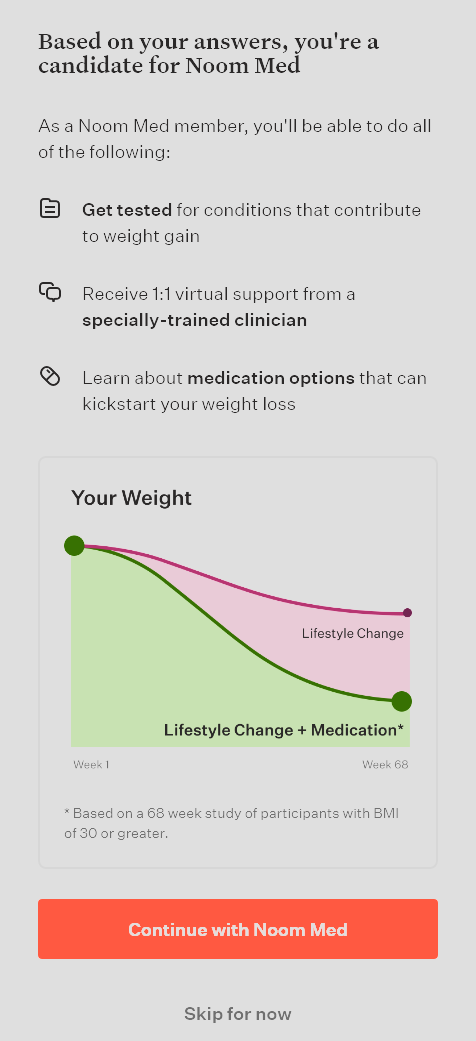 Based on your answers, you're a
candidate for Noom Med
As a Noom Med member, you'll be able to do all
of the following:
Get tested for conditions that contribute
to weight gain
Receive 1:1 virtual support from a
specially-trained clinician
Learn about medication options that can
kickstart your weight loss
Your Weight
Lifestyle Change
Lifestyle Change + Medication*
Week 1
Week 68
* Based on a 68 week study of participants with BMI
of 30 or greater.
Continue with Noom Med
Skip for now